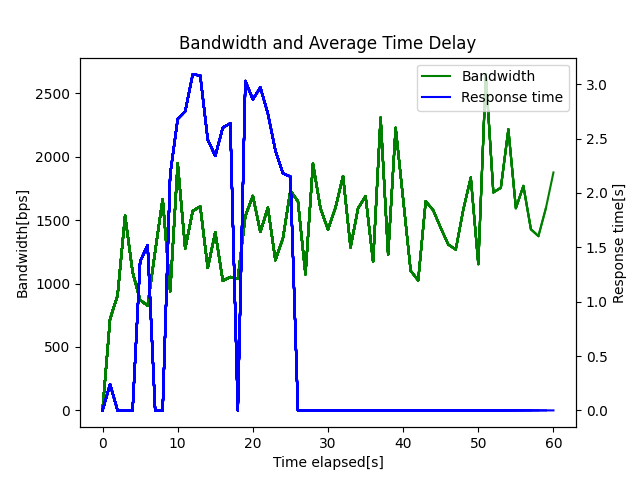 Bandwidth and Average Time Delay
Bandwidth
Response time
2500
2000
1500
1000
500
0
Bandwidth[bps]
3.0
2.5
2.0
1.5
1.0
0.5
0.0
Response time[s]
0 10 20 30 40 50 60
Time elapsed[s]